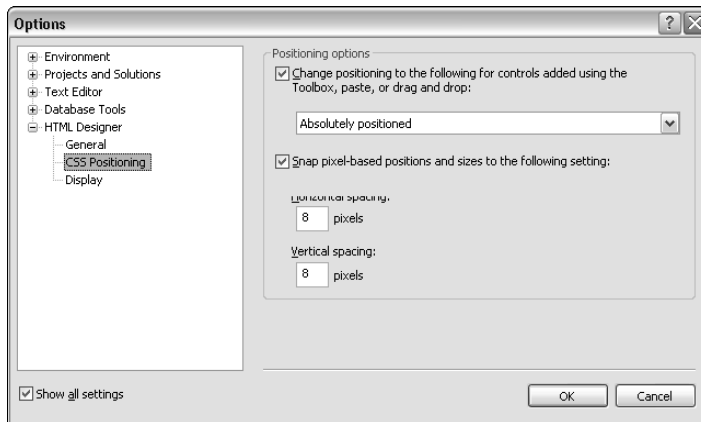 Options
Environment
Projects and Solutions
Text Editor
Database Tools
HTML Designer
General
CSS Positioning
Display
Positioning options
Change positioning to the following for controls added using the
Toolbox, paste, or drag and drop:
Absolutely positioned
Snap pixel-based positions and sizes to the following setting:
Horizontal spacing:
8 pixels
Vertical spacing:
8 pixels
Show all settings
OK
Cancel